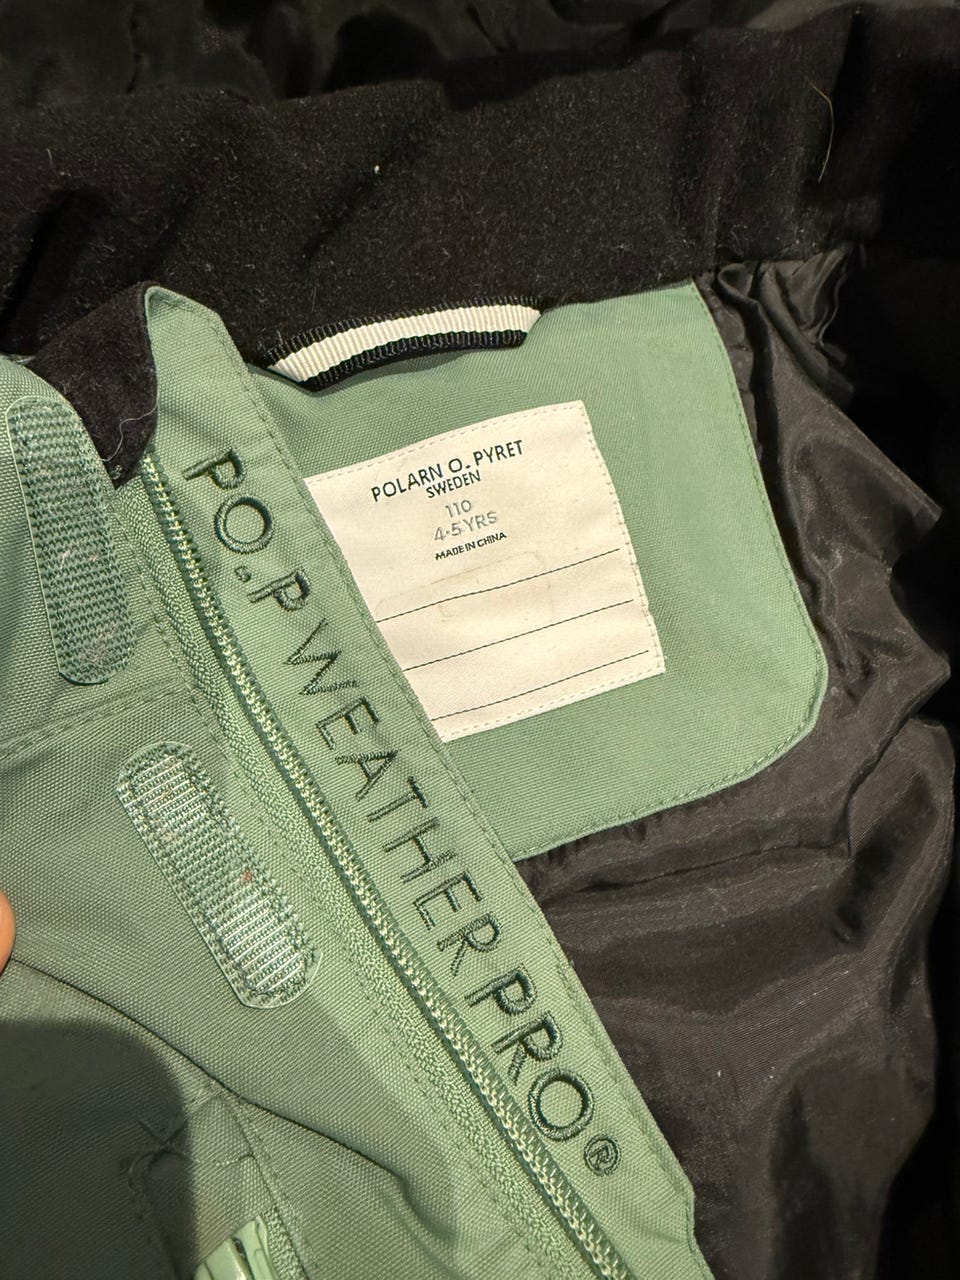 POLARN O. PYRET
SWEDEN
110
4-5 YRS
MADE IN CHINA
PO.P WEATHER PRO®